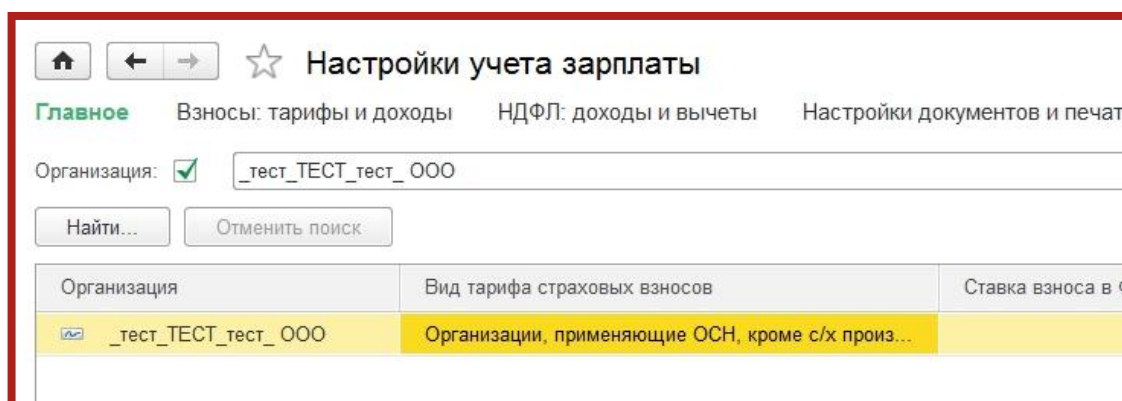 Настройки учета зарплаты
Главное Взносы: тарифы и доходы НДФЛ: доходы и вычеты Настройки документов и печат
Организация: _тест_ТЕСТ_тест_ ООО
Найти... Отменить поиск
Организация Вид тарифа страховых взносов Ставка взноса в
_тест_ТЕСТ_тест_ ООО Организации, применяющие ОСН, кроме с/х произ...